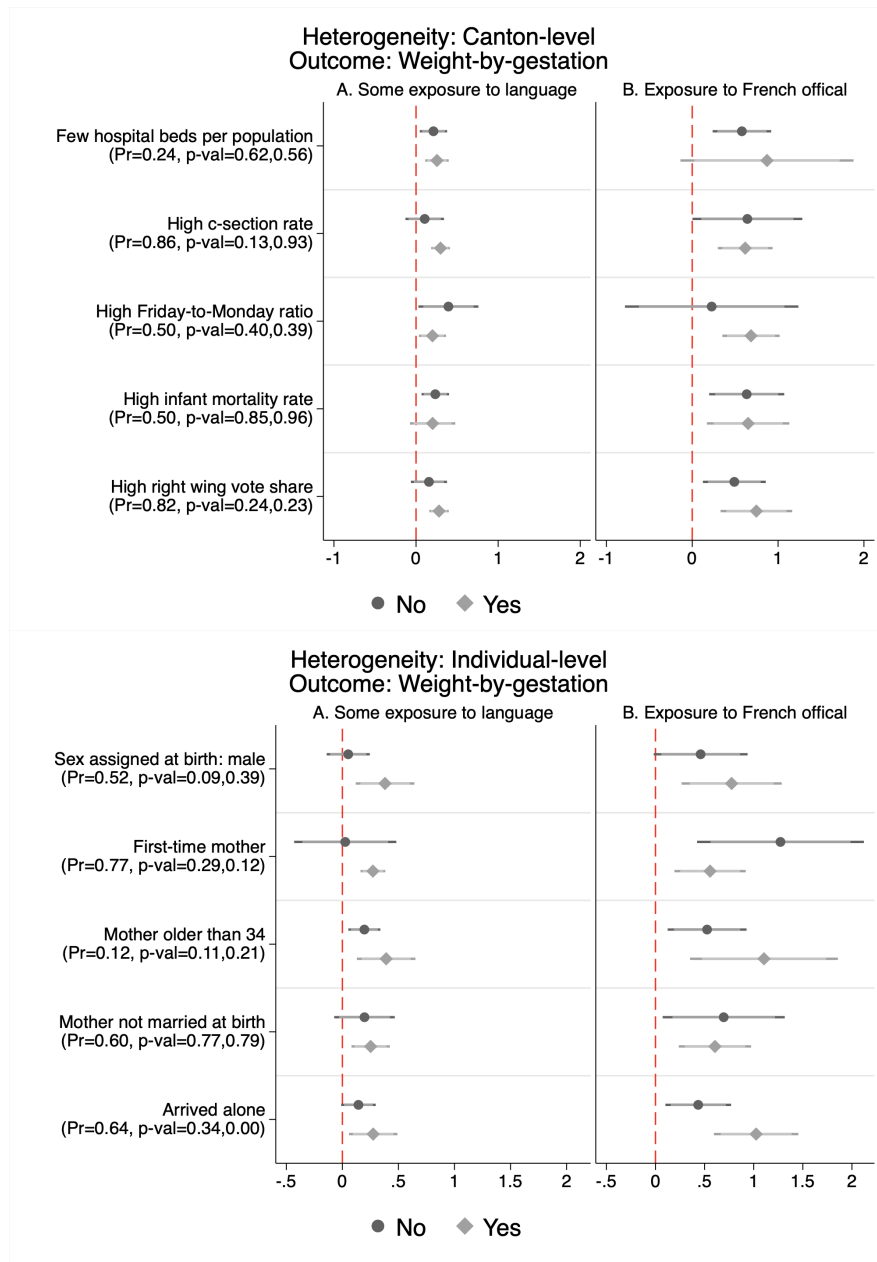 Heterogeneity: Canton-level
Outcome: Weight-by-gestation
A. Some exposure to language
B. Exposure to French offical
Few hospital beds per population
(Pr=0.24, p-val=0.62,0.56)
High c-section rate
(Pr=0.86, p-val=0.13,0.93)
High Friday-to-Monday ratio
(Pr=0.50, p-val=0.40,0.39)
High infant mortality rate
(Pr=0.50, p-val=0.85,0.96)
High right wing vote share
(Pr=0.82, p-val=0.24,0.23)
-1 0 1 2
-1 0 1 2
No Yes
Heterogeneity: Individual-level
Outcome: Weight-by-gestation
A. Some exposure to language
B. Exposure to French offical
Sex assigned at birth: male
(Pr=0.52, p-val=0.09,0.39)
First-time mother
(Pr=0.77, p-val=0.29,0.12)
Mother older than 34
(Pr=0.12, p-val=0.11,0.21)
Mother not married at birth
(Pr=0.60, p-val=0.77,0.79)
Arrived alone
(Pr=0.64, p-val=0.34,0.00)
-.5 0 .5 1 1.5 2
-.5 0 .5 1 1.5 2
No Yes